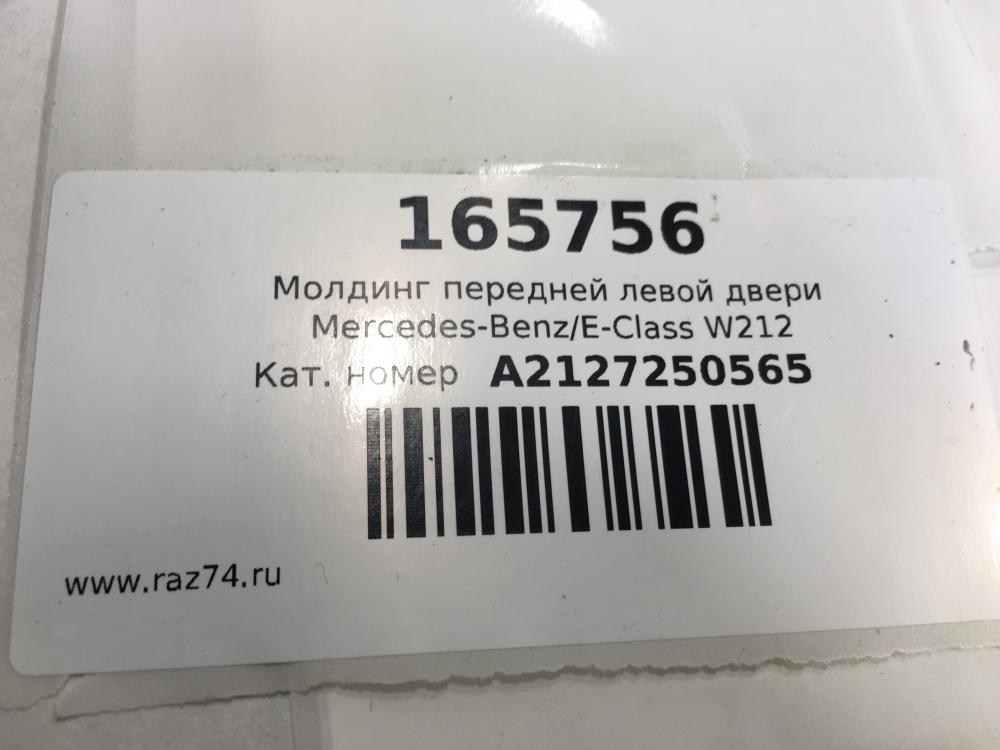 165756
Молдинг передней левой двери
Mercedes-Benz/E-Class W212
Кат. номер A2127250565
www.raz74.ru